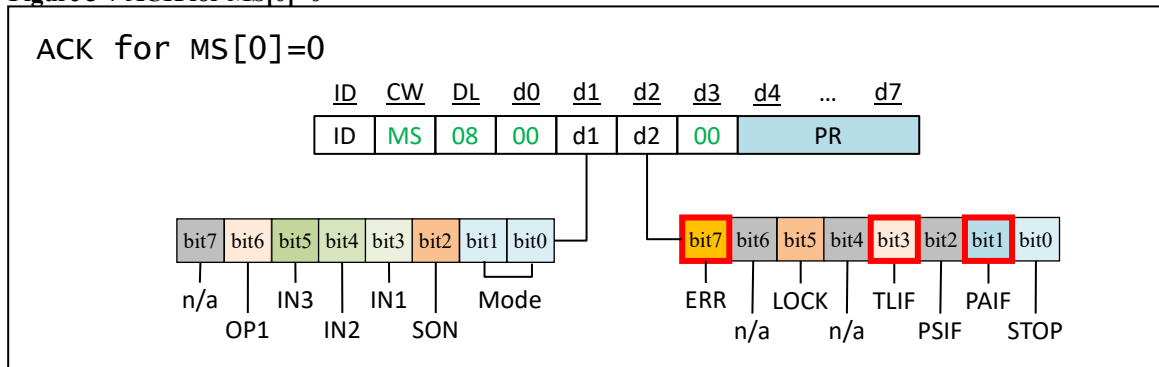 ACK for MS[0]=0
ID CW DL d0 d1 d2 d3 d4 ... d7
ID MS 08 00 d1 d2 00 PR
bit7 bit6 bit5 bit4 bit3 bit2 bit1 bit0 bit7 bit6 bit5 bit4 bit3 bit2 bit1 bit0
n/a IN3 IN1 Mode ERR LOCK TLIF PAIF
OP1 IN2 SON n/a n/a PSIF STOP